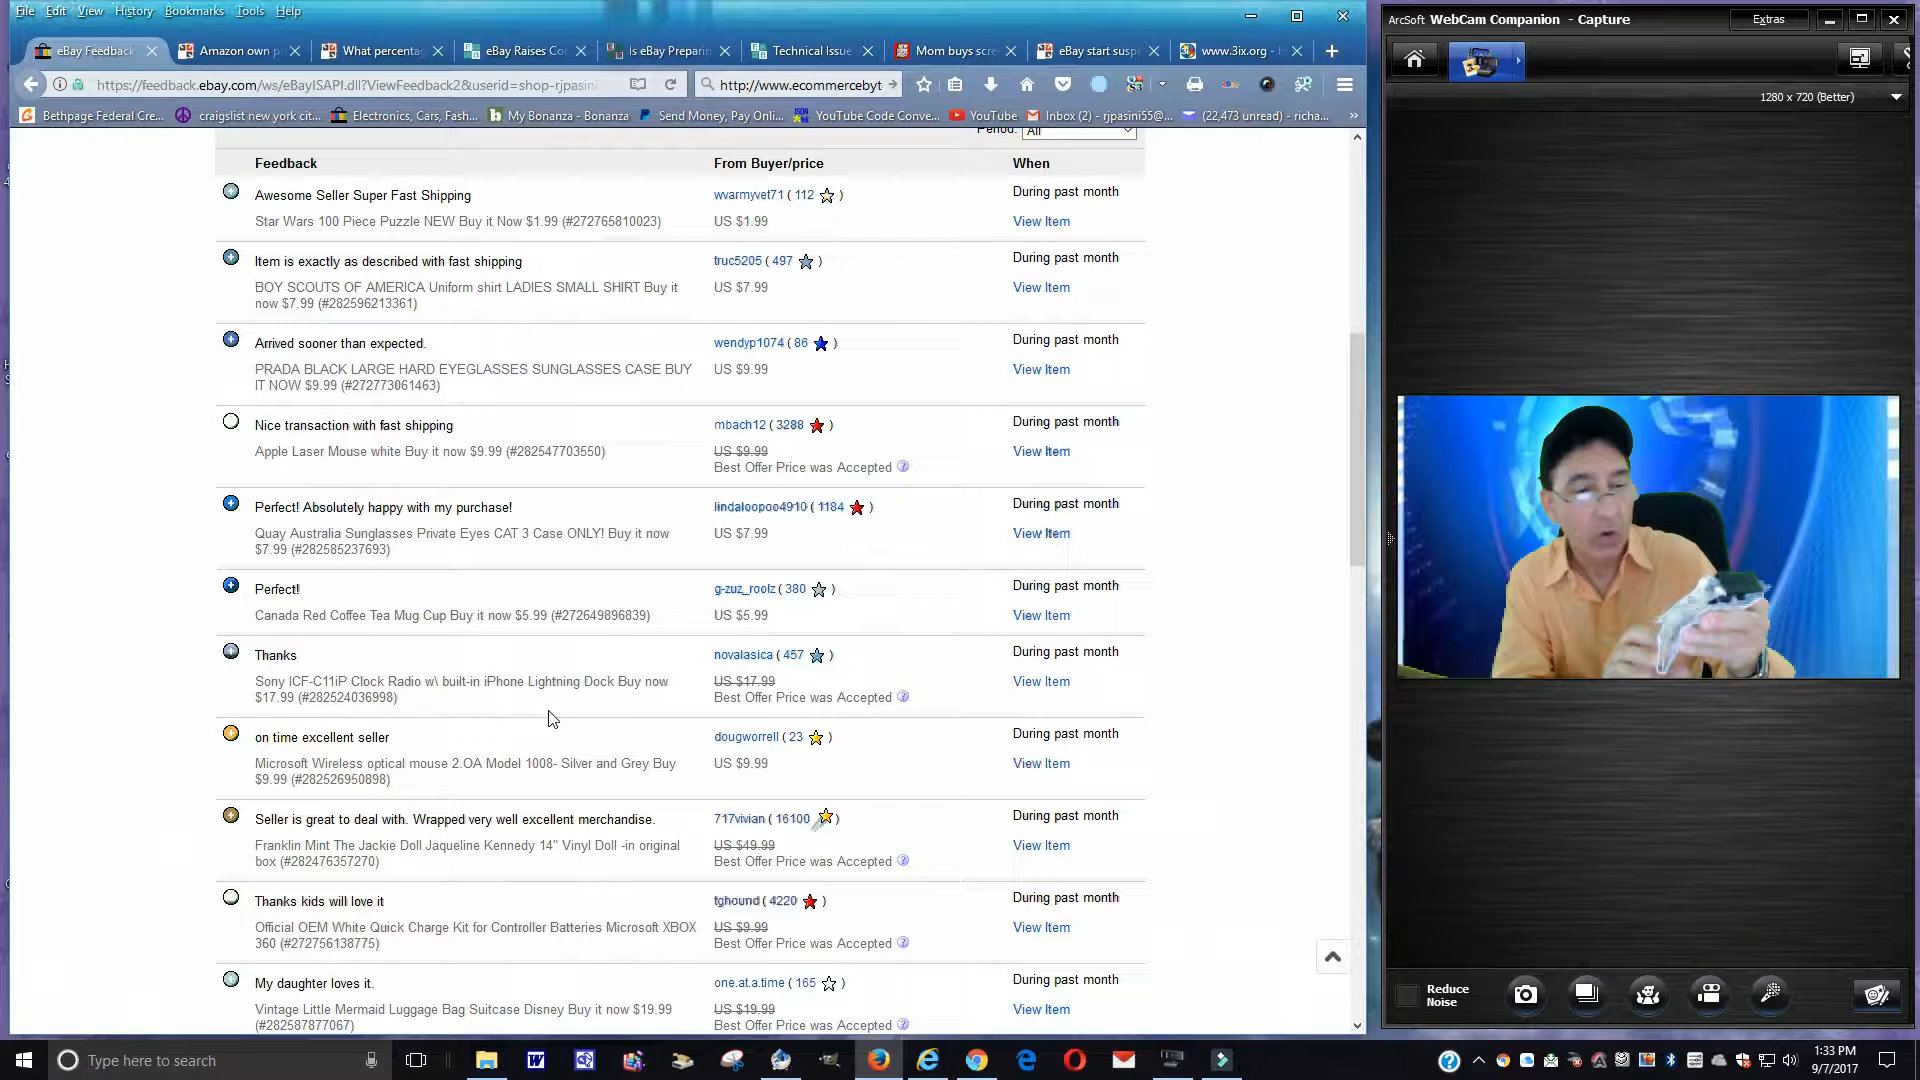 File Edit View History Bookmarks Tools Help
ArcSoft WebCam Companion - Capture
Extras
eBay Feedback
Amazon own p
What percenta
eBay Raises Co
Is eBay Preparin
Technical Issue
Mom buys scre
eBay start susp
www.3ix.org -
https://feedback.ebay.com/ws/eBayISAPI.dll?ViewFeedback2&userid=shop-rjpasini
http://www.ecommercebyt
1280 x 720 (Better)
Bethpage Federal Cre...
craigslist new york cit...
Electronics, Cars, Fash...
My Bonanza - Bonanza
Send Money, Pay Onli...
YouTube Code Conve...
YouTube
Inbox (2) - rjpasini55@...
(22,473 unread) - richa...
Period: All
Feedback From Buyer/price When
Awesome Seller Super Fast Shipping wvarmyvet71 ( 112 ) During past month
Star Wars 100 Piece Puzzle NEW Buy it Now $1.99 (#272765810023) US $1.99 View Item
Item is exactly as described with fast shipping truc5205 ( 497 ) During past month
BOY SCOUTS OF AMERICA Uniform shirt LADIES SMALL SHIRT Buy it US $7.99 View Item
now $7.99 (#282596213361)
Arrived sooner than expected. wendyp1074 ( 86 ) During past month
PRADA BLACK LARGE HARD EYEGLASSES SUNGLASSES CASE BUY US $9.99 View Item
IT NOW $9.99 (#272773061463)
Nice transaction with fast shipping mbach12 ( 3288 ) During past month
Apple Laser Mouse white Buy it now $9.99 (#282547703550) US $9.99 View Item
Best Offer Price was Accepted
Perfect! Absolutely happy with my purchase! lindaloopoo4910 ( 1184 ) During past month
Quay Australia Sunglasses Private Eyes CAT 3 Case ONLY! Buy it now US $7.99 View Item
$7.99 (#282585237693)
Perfect! g-zuz_roolz ( 380 ) During past month
Canada Red Coffee Tea Mug Cup Buy it now $5.99 (#272649896839) US $5.99 View Item
Thanks novalasica ( 457 ) During past month
Sony ICF-C11iP Clock Radio w\ built-in iPhone Lightning Dock Buy now US $17.99 View Item
$17.99 (#282524036998) Best Offer Price was Accepted
on time excellent seller dougworrell ( 23 ) During past month
Microsoft Wireless optical mouse 2.OA Model 1008- Silver and Grey Buy US $9.99 View Item
$9.99 (#282526950898)
Seller is great to deal with. Wrapped very well excellent merchandise. 717vivian ( 16100 ) During past month
Franklin Mint The Jackie Doll Jaqueline Kennedy 14" Vinyl Doll -in original US $49.99 View Item
box (#282476357270) Best Offer Price was Accepted
Thanks kids will love it tghound ( 4220 ) During past month
Official OEM White Quick Charge Kit for Controller Batteries Microsoft XBOX US $9.99 View Item
360 (#272756138775) Best Offer Price was Accepted
My daughter loves it. one.at.a.time ( 165 ) During past month
Vintage Little Mermaid Luggage Bag Suitcase Disney Buy it now $19.99 US $19.99 View Item
(#282587877067) Best Offer Price was Accepted
Reduce
Noise
Type here to search
1:33 PM
9/7/2017